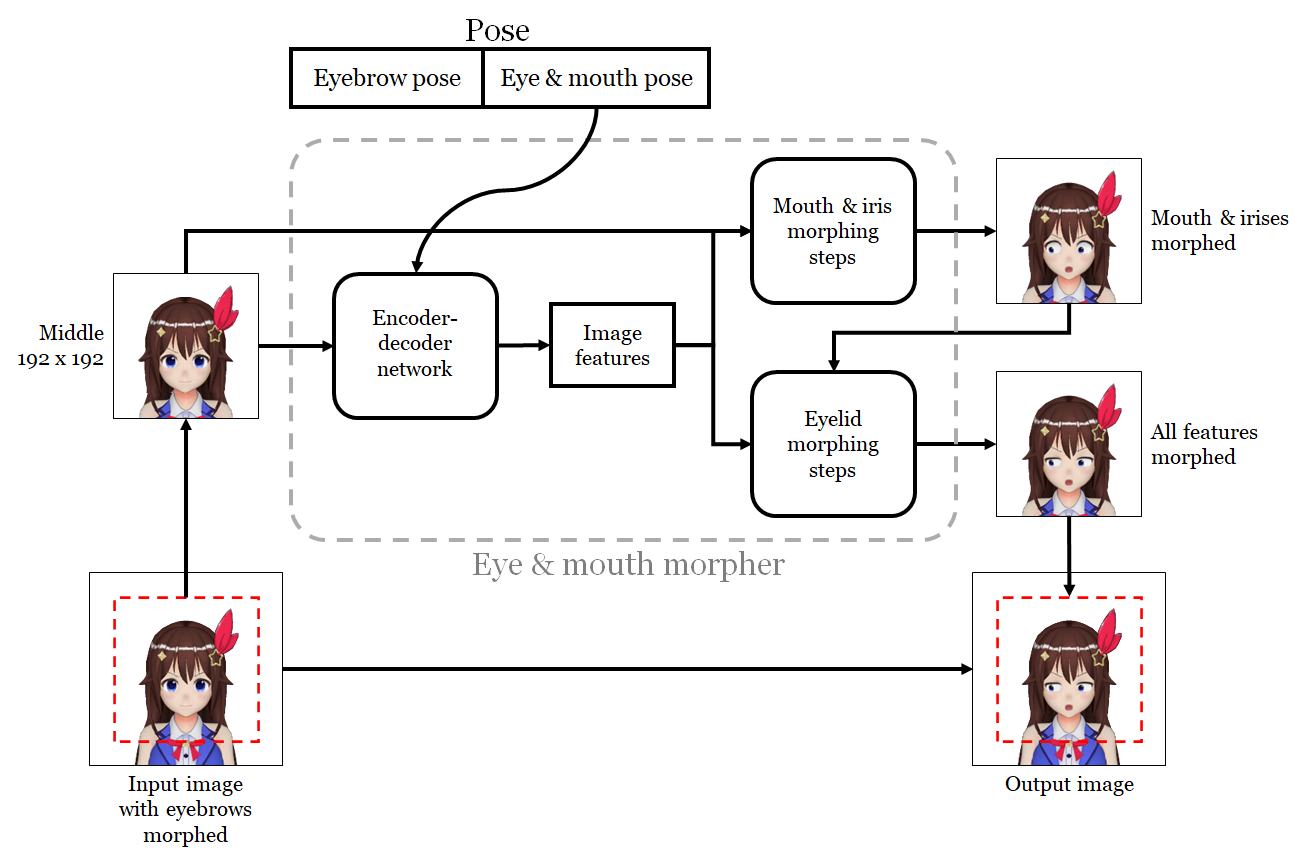 Pose
Eyebrow pose
Eye & mouth pose
Mouth & iris
morphing
steps
Mouth & irises
morphed
Middle
192 x 192
Encoder-
decoder
network
Image
features
Eyelid
morphing
steps
All features
morphed
Eye & mouth morpher
Input image
with eyebrows
morphed
Output image